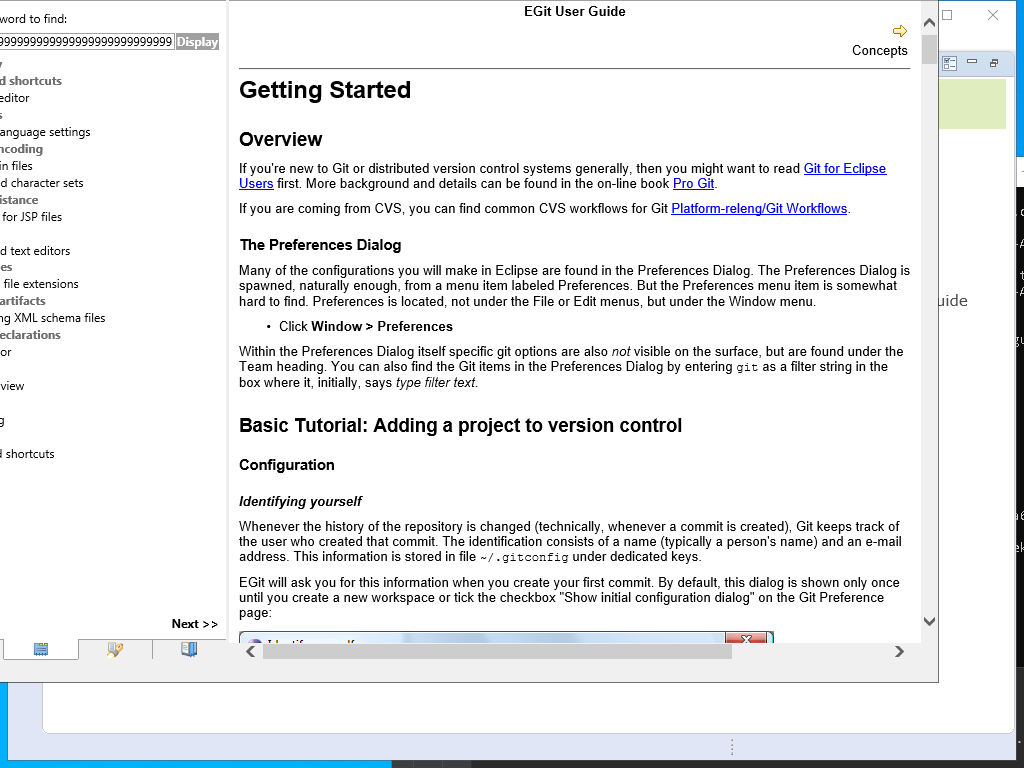 word to find:
99999999999999999999999999999 Display
d shortcuts
editor
anguage settings
ncoding
in files
d character sets
istance
for JSP files
d text editors
es
file extensions
artifacts
ng XML schema files
eclarations
or
view
g
d shortcuts
Next >>
EGit User Guide
Concepts
Getting Started
Overview
If you're new to Git or distributed version control systems generally, then you might want to read Git for Eclipse
Users first. More background and details can be found in the on-line book Pro Git.
If you are coming from CVS, you can find common CVS workflows for Git Platform-releng/Git Workflows.
The Preferences Dialog
Many of the configurations you will make in Eclipse are found in the Preferences Dialog. The Preferences Dialog is
spawned, naturally enough, from a menu item labeled Preferences. But the Preferences menu item is somewhat
hard to find. Preferences is located, not under the File or Edit menus, but under the Window menu.
• Click Window > Preferences
Within the Preferences Dialog itself specific git options are also not visible on the surface, but are found under the
Team heading. You can also find the Git items in the Preferences Dialog by entering git as a filter string in the
box where it, initially, says type filter text.
Basic Tutorial: Adding a project to version control
Configuration
Identifying yourself
Whenever the history of the repository is changed (technically, whenever a commit is created), Git keeps track of
the user who created that commit. The identification consists of a name (typically a person's name) and an e-mail
address. This information is stored in file ~/.gitconfig under dedicated keys.
EGit will ask you for this information when you create your first commit. By default, this dialog is shown only once
until you create a new workspace or tick the checkbox "Show initial configuration dialog" on the Git Preference
page:
uide